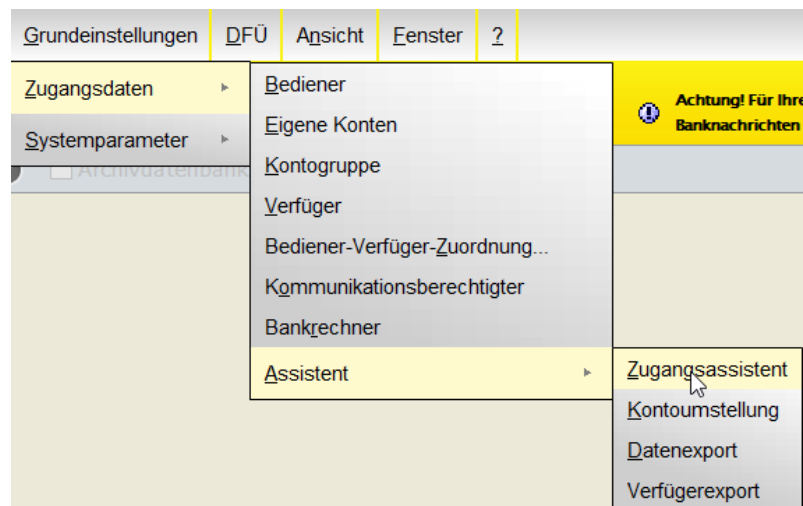 Grundeinstellungen DFÜ Ansicht Fenster ?
Zugangsdaten
Systemparameter
Archivdatenbank
Bediener
Eigene Konten
Kontogruppe
Verfüger
Bediener-Verfüger-Zuordnung...
Kommunikationsberechtigter
Bankrechner
Assistent
Zugangsassistent
Kontoumstellung
Datenexport
Verfügerexport
Achtung! Für Ihre
Banknachrichten